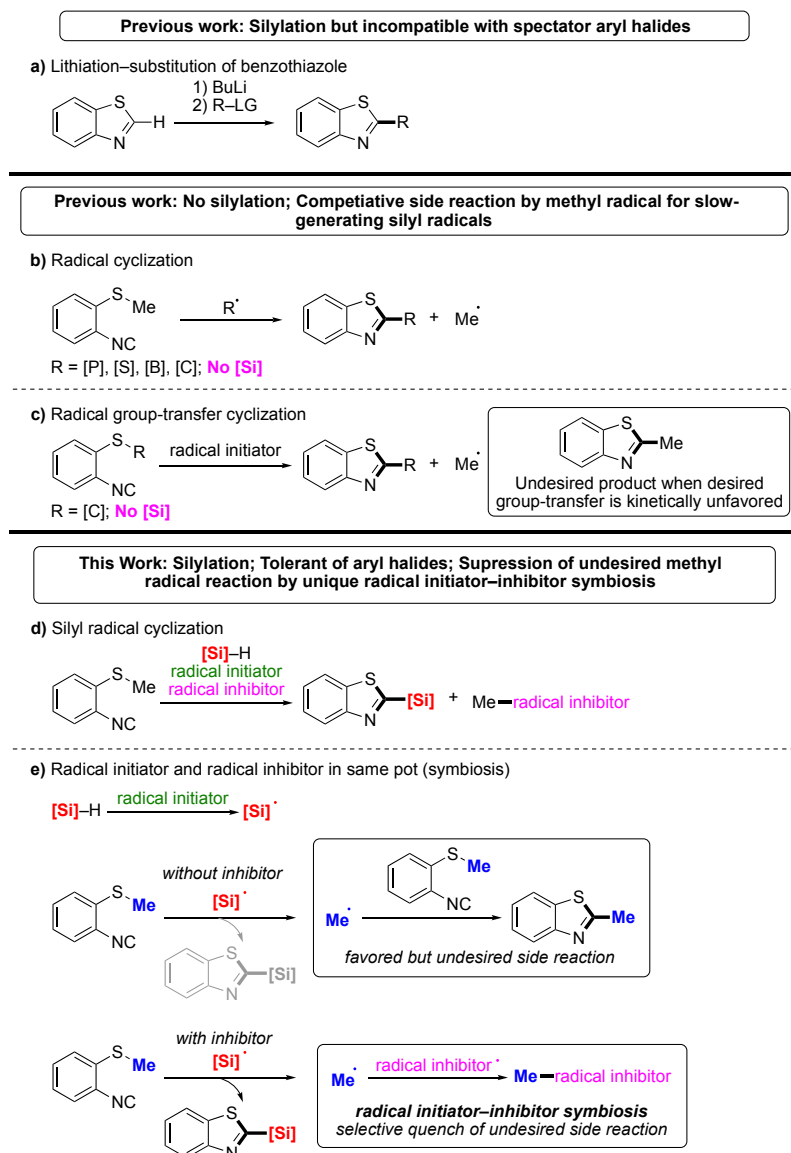 Previous work: Silylation but incompatible with spectator aryl halides
a) Lithiation–substitution of benzothiazole
1) BuLi
2) R–LG
S
N
H
S
N
R
Previous work: No silylation; Competiative side reaction by methyl radical for slow-
generating silyl radicals
b) Radical cyclization
S
Me
NC
R•
S
N
R
+ Me•
R = [P], [S], [B], [C]; No [Si]
c) Radical group-transfer cyclization
S
R
NC
radical initiator
S
N
R
+ Me•
R = [C]; No [Si]
S
N
Me
Undesired product when desired
group-transfer is kinetically unfavored
This Work: Silylation; Tolerant of aryl halides; Supression of undesired methyl
radical reaction by unique radical initiator–inhibitor symbiosis
d) Silyl radical cyclization
S
Me
NC
[Si]–H
radical initiator
radical inhibitor
S
N
[Si]
+ Me–radical inhibitor
e) Radical initiator and radical inhibitor in same pot (symbiosis)
[Si]–H radical initiator [Si]•
S
Me
NC
without inhibitor
[Si]•
S
N
[Si]
Me•
S
Me
NC
S
N
Me
favored but undesired side reaction
S
Me
NC
with inhibitor
[Si]•
S
N
[Si]
Me• radical inhibitor• Me–radical inhibitor
radical initiator–inhibitor symbiosis
selective quench of undesired side reaction